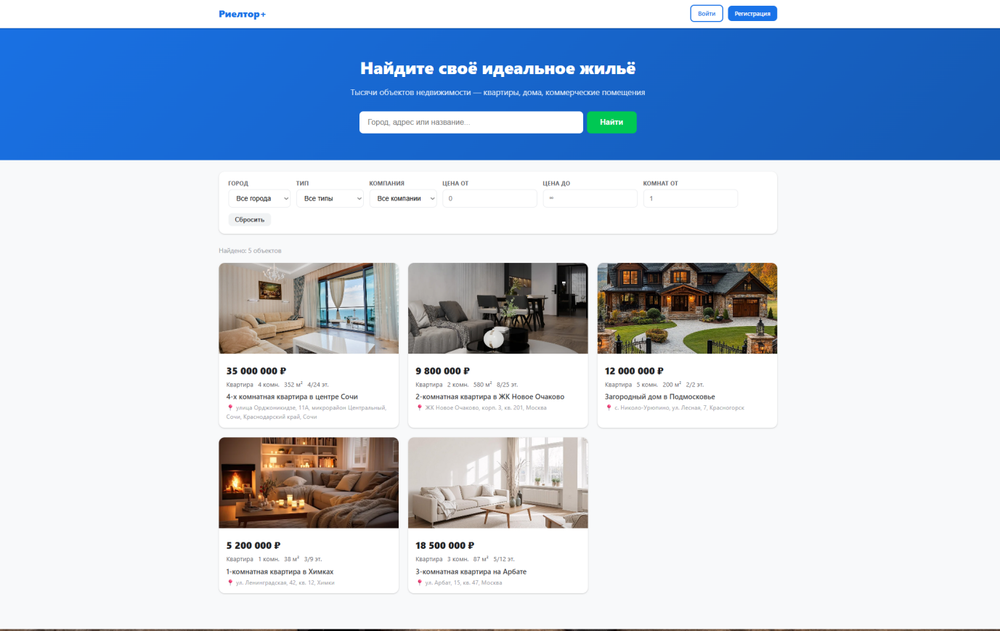 Риелтор+
Войти
Регистрация
Найдите своё идеальное жильё
Тысячи объектов недвижимости — квартиры, дома, коммерческие помещения
Город, адрес или название...
Найти
ГОРОД
ТИП
КОМПАНИЯ
ЦЕНА ОТ
ЦЕНА ДО
КОМНАТ ОТ
Все города
Все типы
Все компании
0
∞
1
Сбросить
Найдено: 5 объектов
35 000 000 ₽
Квартира 4 комн. 352 м² 4/24 эт.
4-х комнатная квартира в центре Сочи
улица Орджоникидзе, 11А, микрорайон Центральный,
Сочи, Краснодарский край, Сочи
9 800 000 ₽
Квартира 2 комн. 580 м² 8/25 эт.
2-комнатная квартира в ЖК Новое Очаково
ЖК Новое Очаково, корп. 3, кв. 201, Москва
12 000 000 ₽
Квартира 5 комн. 200 м² 2/2 эт.
Загородный дом в Подмосковье
с. Николо-Урюпино, ул. Лесная, 7, Красногорск
5 200 000 ₽
Квартира 1 комн. 38 м² 3/9 эт.
1-комнатная квартира в Химках
ул. Ленинградская, 42, кв. 12, Химки
18 500 000 ₽
Квартира 3 комн. 87 м² 5/12 эт.
3-комнатная квартира на Арбате
ул. Арбат, 15, кв. 47, Москва